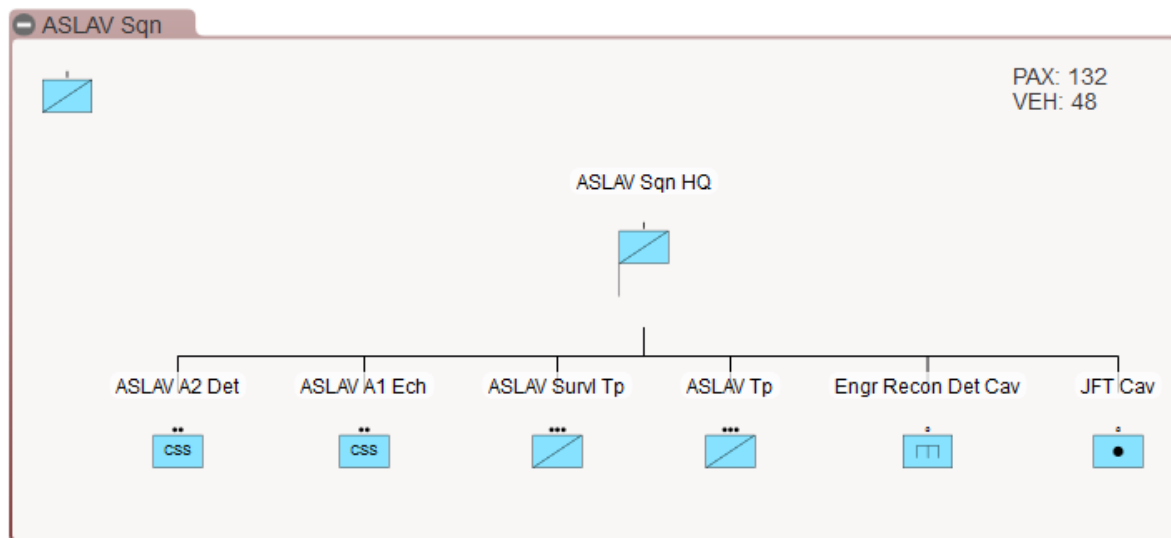 ASLAV Sqn
PAX: 132
VEH: 48
ASLAV Sqn HQ
ASLAV A2 Det ASLAV A1 Ech ASLAV Survl Tp ASLAV Tp Engr Recon Det Cav JFT Cav
CSS CSS